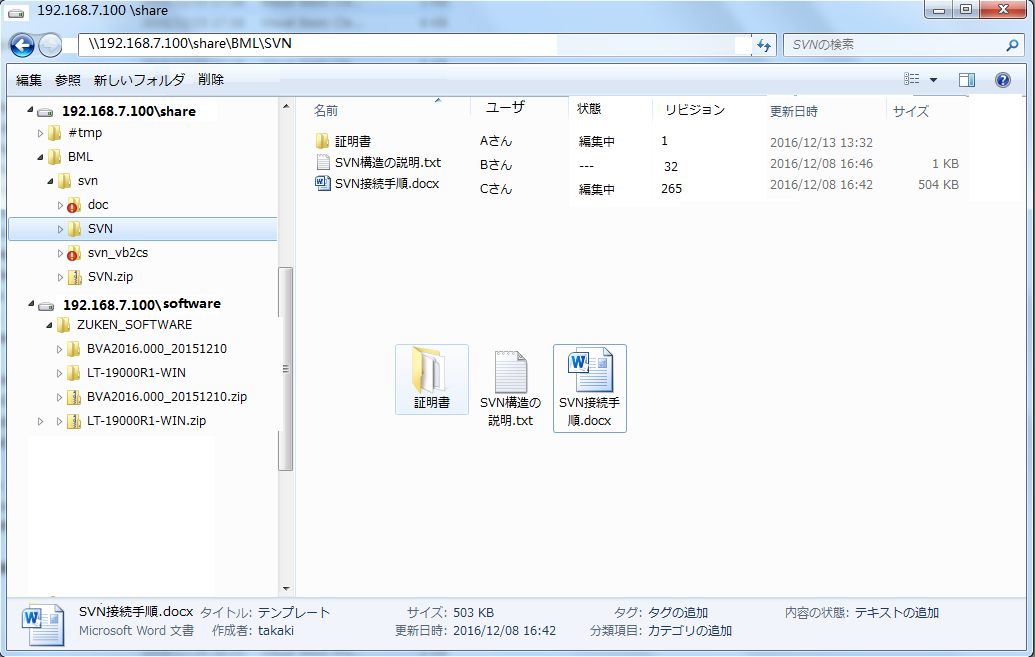 192.168.7.100 \share
\\192.168.7.100\share\BML\SVN
SVNの検索
編集 参照 新しいフォルダ 削除
192.168.7.100\share
#tmp
BML
svn
doc
SVN
svn_vb2cs
SVN.zip
192.168.7.100\software
ZUKEN_SOFTWARE
BVA2016.000_20151210
LT-19000R1-WIN
BVA2016.000_20151210.zip
LT-19000R1-WIN.zip
名前 ユーザ 状態 リビジョン 更新日時 サイズ
証明書 Aさん 編集中 1 2016/12/13 13:32
SVN構造の説明.txt Bさん --- 32 2016/12/08 16:46 1 KB
SVN接続手順.docx Cさん 編集中 265 2016/12/08 16:42 504 KB
証明書
SVN構造の
説明.txt
SVN接続手
順.docx
SVN接続手順.docx タイトル: テンプレート サイズ: 503 KB タグ: タグの追加 内容の状態: テキストの追加
Microsoft Word 文書 作成者: takaki 更新日時: 2016/12/08 16:42 分類項目: カテゴリの追加